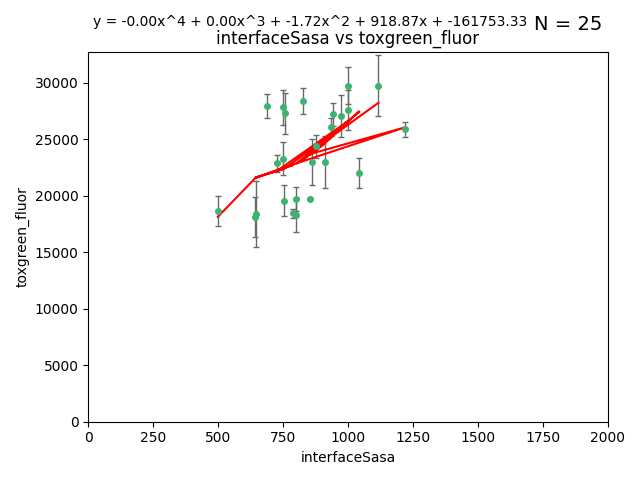 y = -0.00x^4 + 0.00x^3 + -1.72x^2 + 918.87x + -161753.33 N = 25
interfaceSasa vs toxgreen_fluor
30000
25000
20000
15000
10000
5000
0
toxgreen_fluor
0 250 500 750 1000 1250 1500 1750 2000
interfaceSasa